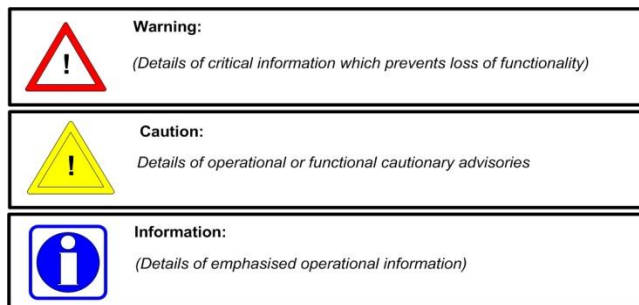 Warning:
!
(Details of critical information which prevents loss of functionality)
Caution:
!
Details of operational or functional cautionary advisories
Information:
i
(Details of emphasised operational information)